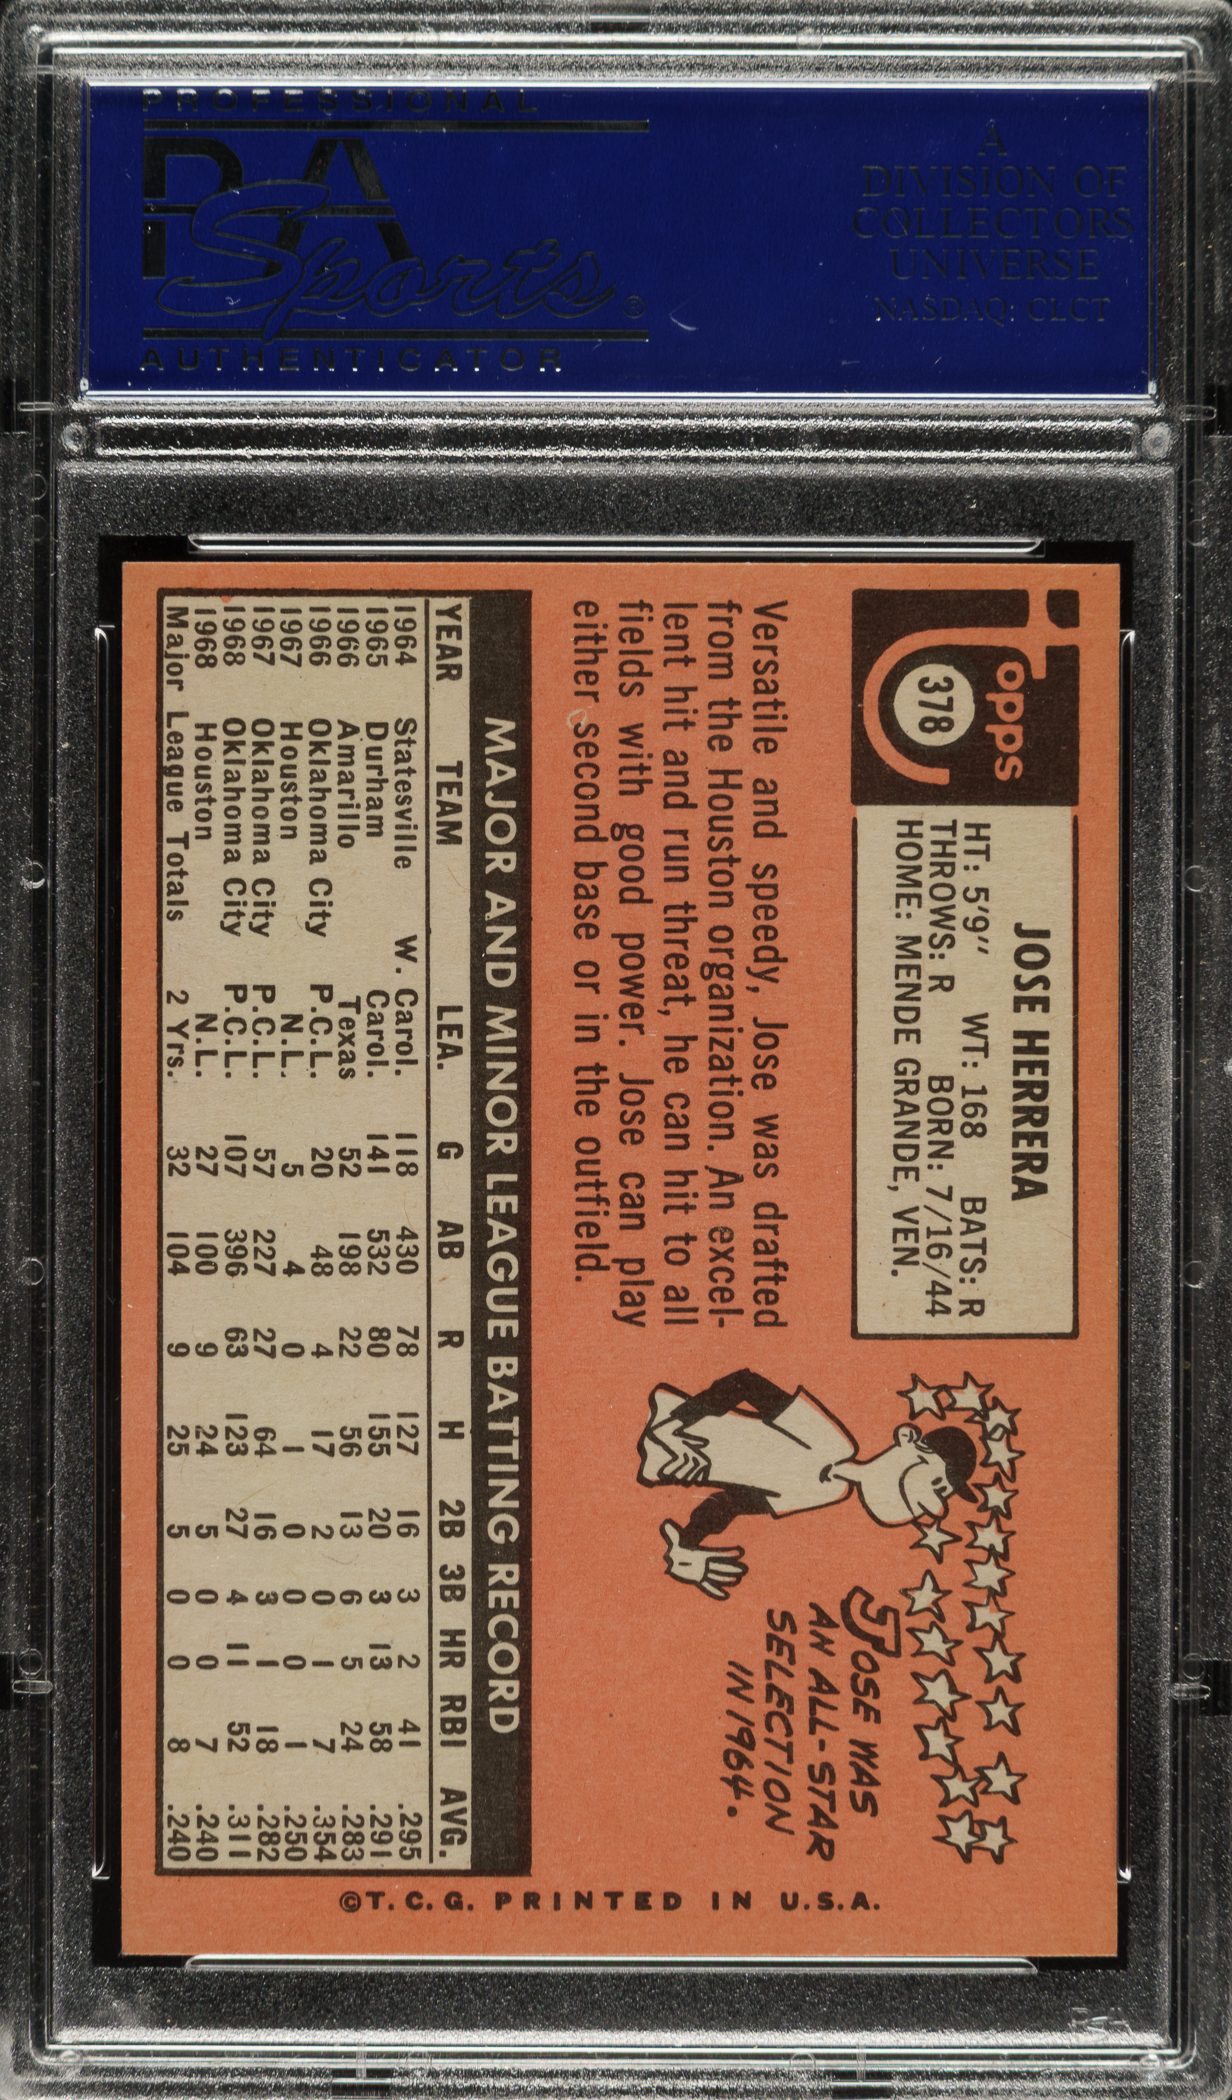 PROFESSIONAL
PSA
Sports®
AUTHENTICATOR
A
DIVISION OF
COLLECTORS
UNIVERSE
NASDAQ: CLCT
Topps
378
JOSE HERRERA
HT: 5'9" WT: 168 BATS: R
THROWS: R BORN: 7/16/44
HOME: MENDE GRANDE, VEN.
Versatile and speedy, Jose was drafted
from the Houston organization. An excel-
lent hit and run threat, he can hit to all
fields with good power. Jose can play
either second base or in the outfield.
JOSE WAS
AN ALL-STAR
SELECTION
IN 1964.
MAJOR AND MINOR LEAGUE BATTING RECORD
YEAR TEAM LEA. G AB R H 2B 3B HR RBI AVG.
1964 Statesville W. Carol. 118 430 78 127 16 3 2 41 .295
1965 Durham Carol. 141 532 80 155 20 3 13 58 .291
1966 Amarillo Texas 52 198 22 56 13 6 5 24 .283
1966 Oklahoma City P.C.L. 20 48 4 17 2 0 1 7 .354
1967 Houston N.L. 5 4 0 1 0 0 0 1 .250
1967 Oklahoma City P.C.L. 57 227 27 64 16 3 1 18 .282
1968 Oklahoma City P.C.L. 107 396 63 123 27 4 11 52 .311
1968 Houston N.L. 27 100 9 24 5 0 0 7 .240
Major League Totals 2 Yrs. 32 104 9 25 5 0 0 8 .240
©T.C.G. PRINTED IN U.S.A.
PSA